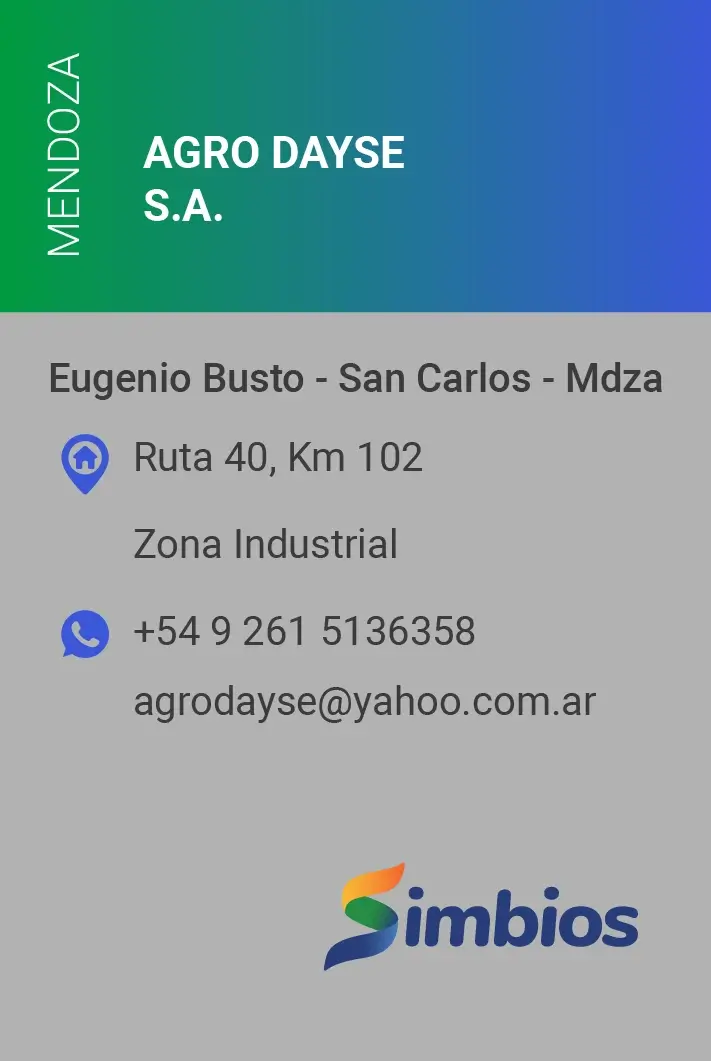 MENDOZA
AGRO DAYSE
S.A.
Eugenio Busto - San Carlos - Mdza
Ruta 40, Km 102
Zona Industrial
+54 9 261 5136358
agrodayse@yahoo.com.ar
Simbios